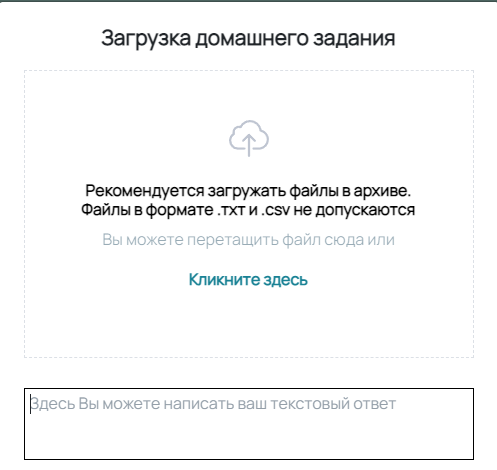 Загрузка домашнего задания
Рекомендуется загружать файлы в архиве.
Файлы в формате .тхт и .csv не допускаются
Вы можете перетащить файл сюда или
Кликните здесь
Здесь Вы можете написать ваш текстовый ответ